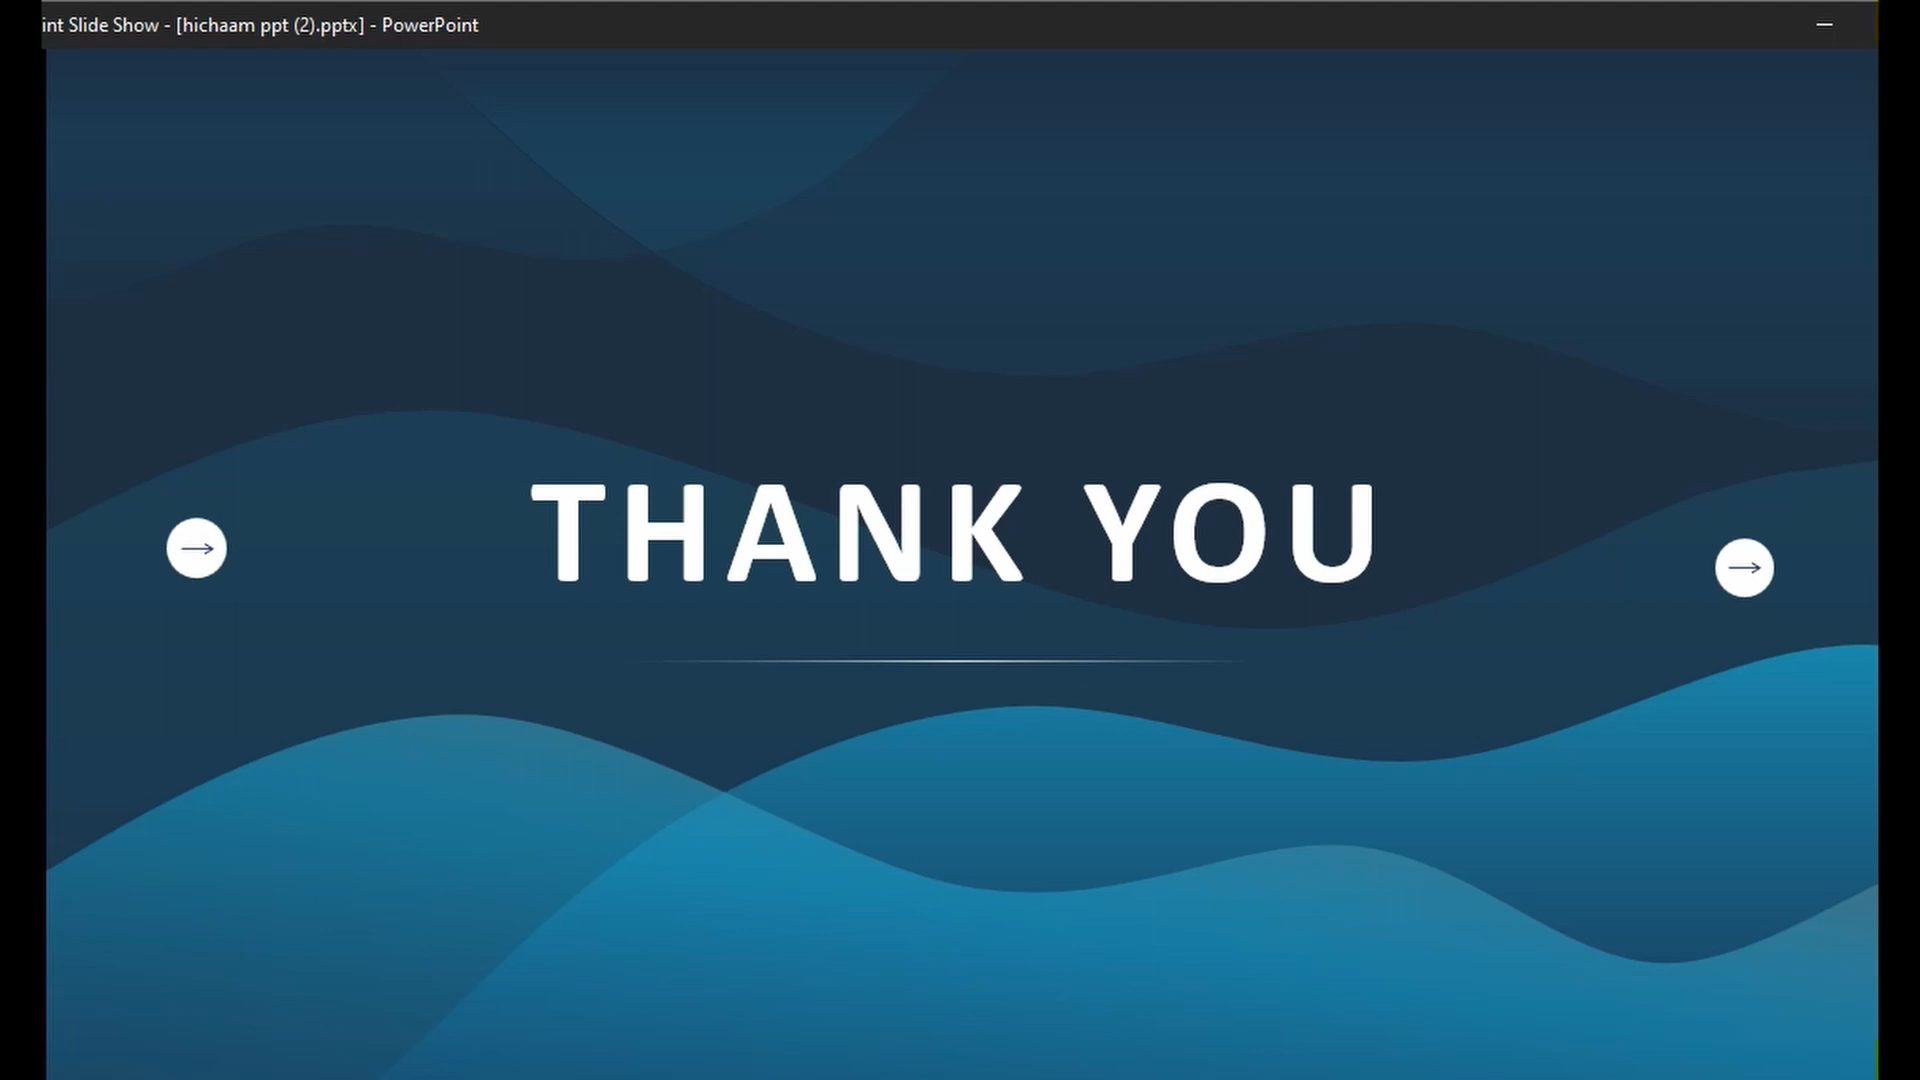 int Slide Show - [hichaam ppt (2).pptx] - PowerPoint
THANK YOU